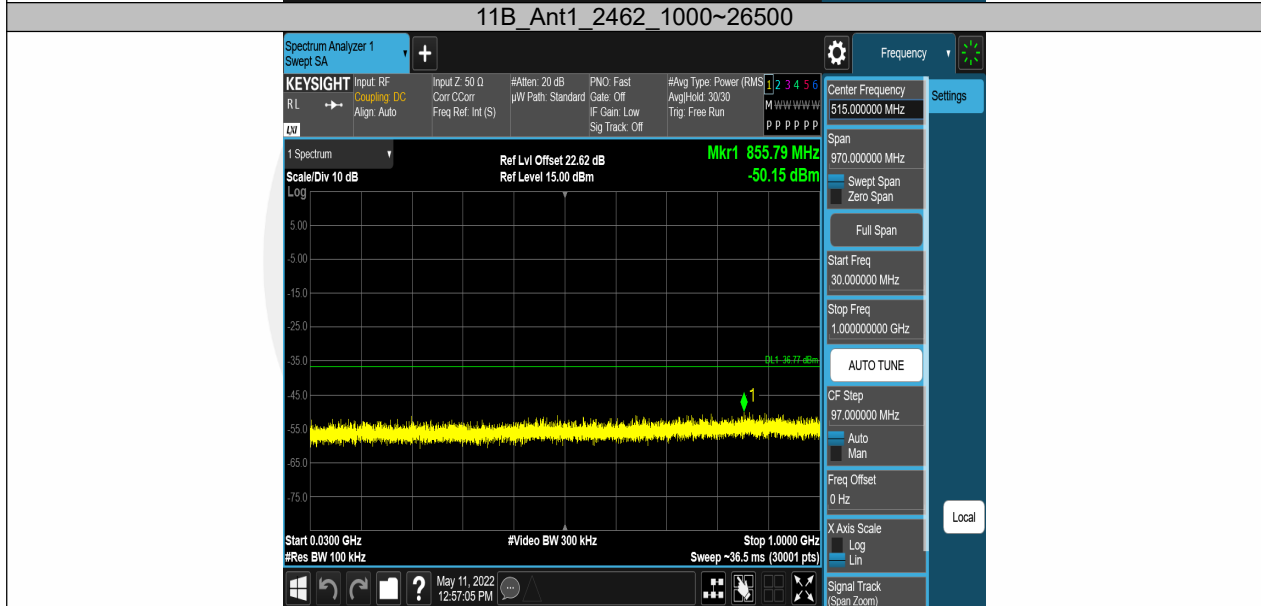 11B_Ant1_2462_1000~26500
Spectrum Analyzer 1
Swept SA
+
Frequency
KEYSIGHT
RL
LXI
Input: RF
Coupling: DC
Align: Auto
Input Z: 50 Ω
Corr CCorr
Freq Ref: Int (S)
#Atten: 20 dB
µW Path: Standard
PNO: Fast
Gate: Off
IF Gain: Low
Sig Track: Off
#Avg Type: Power (RMS
Avg|Hold: 30/30
Trig: Free Run
1 2 3 4 5 6
M W W W W W
P P P P P P
1 Spectrum
Scale/Div 10 dB
Log
Ref Lvl Offset 22.62 dB
Ref Level 15.00 dBm
Mkr1 855.79 MHz
-50.15 dBm
5.00
-5.00
-15.0
-25.0
-35.0
-45.0
-55.0
-65.0
-75.0
DL1 -36.77 dBm
1
Start 0.0300 GHz
#Res BW 100 kHz
#Video BW 300 kHz
Stop 1.0000 GHz
Sweep ~36.5 ms (30001 pts)
?
May 11, 2022
12:57:05 PM
Center Frequency
515.000000 MHz
Span
970.000000 MHz
Swept Span
Zero Span
Full Span
Start Freq
30.000000 MHz
Stop Freq
1.000000000 GHz
AUTO TUNE
CF Step
97.000000 MHz
Auto
Man
Freq Offset
0 Hz
X Axis Scale
Log
Lin
Signal Track
(Span Zoom)
Settings
Local